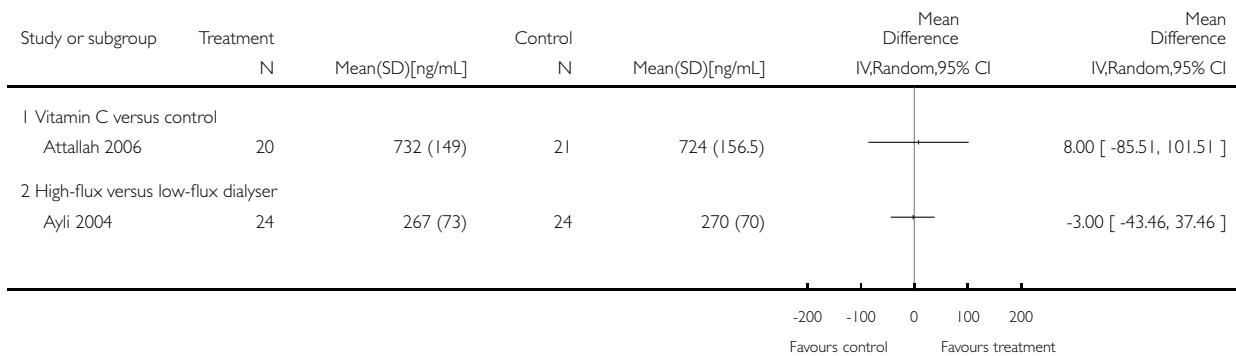 Study or subgroup Treatment Control Mean Difference Mean Difference
N Mean(SD)[ng/mL] N Mean(SD)[ng/mL] IV,Random,95% CI IV,Random,95% CI
1 Vitamin C versus control
Attallah 2006 20 732 (149) 21 724 (156.5) 8.00 [ -85.51, 101.51 ]
2 High-flux versus low-flux dialyser
Ayli 2004 24 267 (73) 24 270 (70) -3.00 [ -43.46, 37.46 ]
-200 -100 0 100 200
Favours control Favours treatment